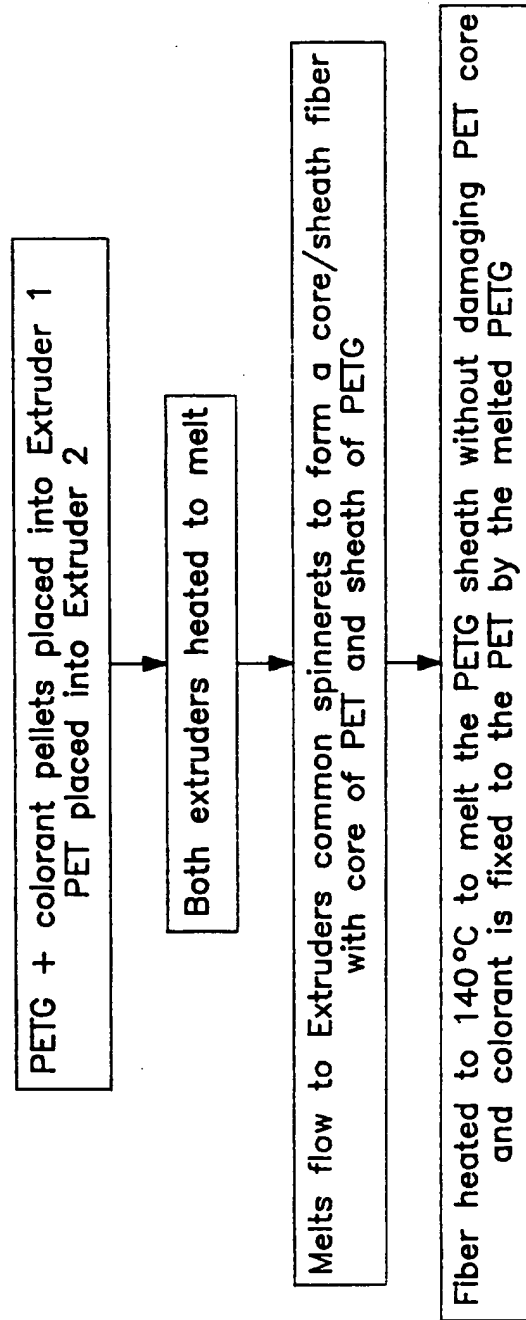 PETG + colorant pellets placed into Extruder 1
PET placed into Extruder 2
Both extruders heated to melt
Melts flow to Extruders common spinnerets to form a core/sheath fiber
with core of PET and sheath of PETG
Fiber heated to 140°C to melt the PETG sheath without damaging PET core
and colorant is fixed to the PET by the melted PETG